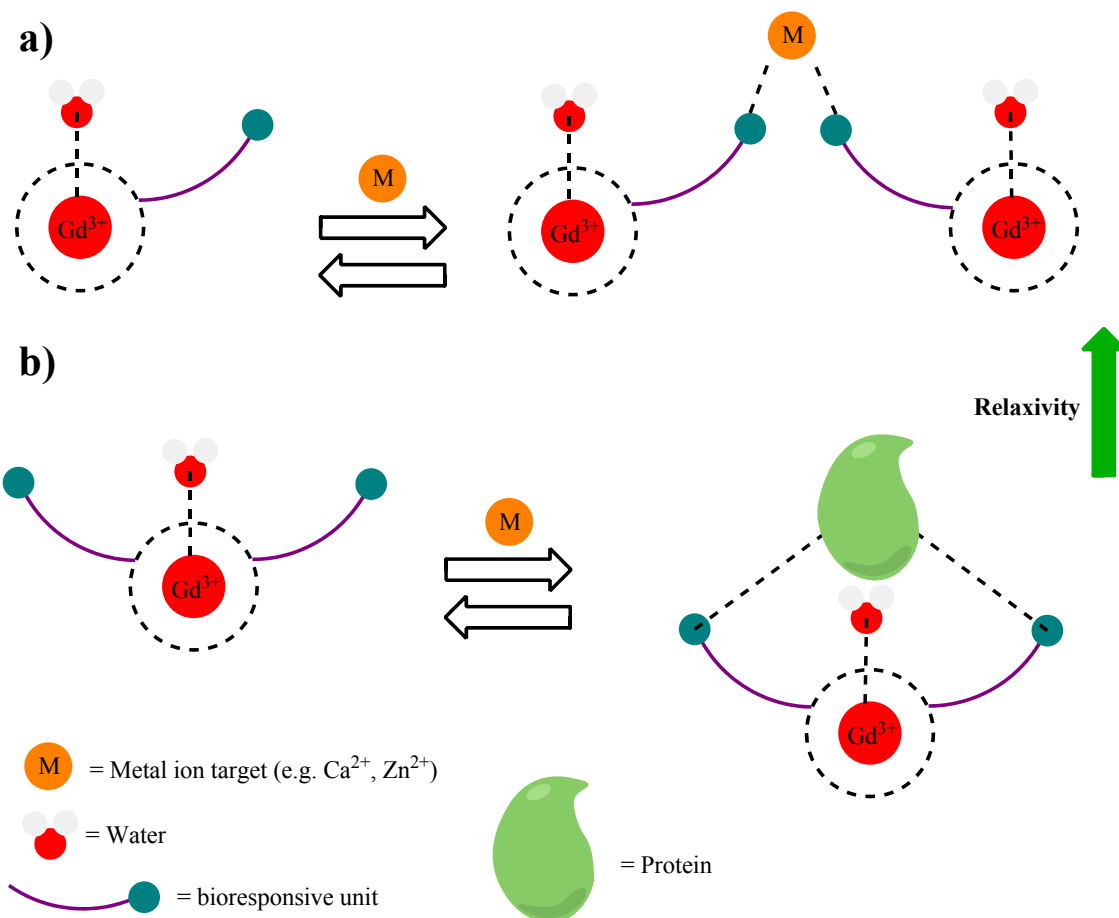 a)
M
M
Gd³⁺
Gd³⁺
Gd³⁺
b)
Relaxivity
M
Gd³⁺
Gd³⁺
M = Metal ion target (e.g. Ca²⁺, Zn²⁺)
= Water
= Protein
= bioresponsive unit